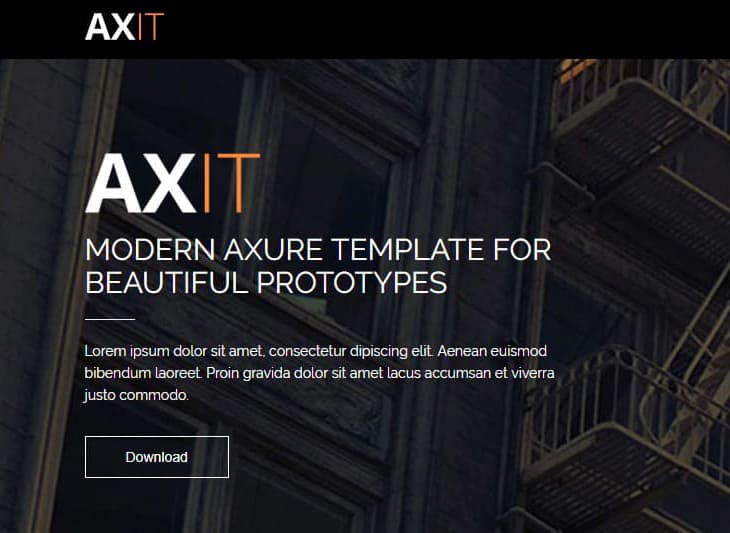 AXIT
AXIT
MODERN AXURE TEMPLATE FOR
BEAUTIFUL PROTOTYPES
Lorem ipsum dolor sit amet, consectetur dipiscing elit. Aenean euismod
bibendum laoreet. Proin gravida dolor sit amet lacus accumsan et viverra
justo commodo.
Download